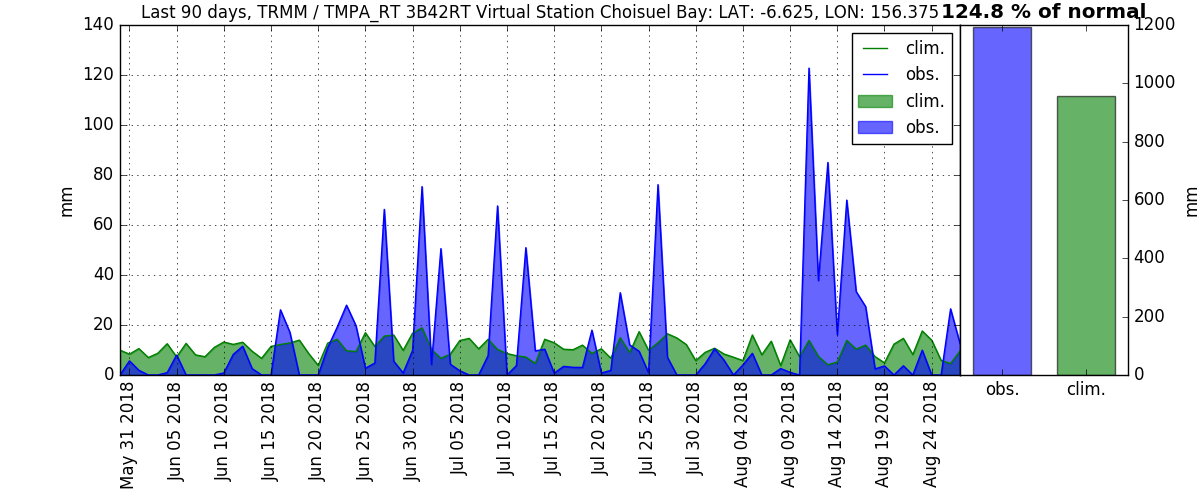 Last 90 days, TRMM / TMPA_RT 3B42RT Virtual Station Choisuel Bay: LAT: -6.625, LON: 156.375
124.8 % of normal
mm
140
120
100
80
60
40
20
0
clim.
obs.
clim.
obs.
May 31 2018
Jun 05 2018
Jun 10 2018
Jun 15 2018
Jun 20 2018
Jun 25 2018
Jun 30 2018
Jul 05 2018
Jul 10 2018
Jul 15 2018
Jul 20 2018
Jul 25 2018
Jul 30 2018
Aug 04 2018
Aug 09 2018
Aug 14 2018
Aug 19 2018
Aug 24 2018
1200
1000
800
600
400
200
0
mm
obs.
clim.